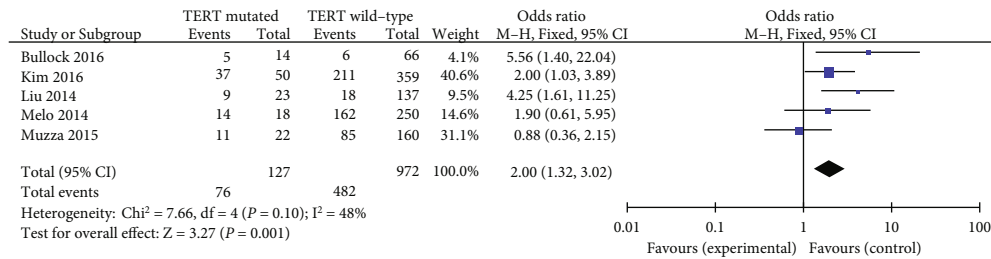 TERT mutated TERT wild–type Odds ratio Odds ratio
Study or Subgroup Events Total Events Total Weight M–H, Fixed, 95% CI M–H, Fixed, 95% CI
Bullock 2016 5 14 6 66 4.1% 5.56 (1.40, 22.04)
Kim 2016 37 50 211 359 40.6% 2.00 (1.03, 3.89)
Liu 2014 9 23 18 137 9.5% 4.25 (1.61, 11.25)
Melo 2014 14 18 162 250 14.6% 1.90 (0.61, 5.95)
Muzza 2015 11 22 85 160 31.1% 0.88 (0.36, 2.15)
Total (95% CI) 127 972 100.0% 2.00 (1.32, 3.02)
Total events 76 482
Heterogeneity: Chi² = 7.66, df = 4 (P = 0.10); I² = 48%
Test for overall effect: Z = 3.27 (P = 0.001)
0.01 0.1 1 10 100
Favours (experimental) Favours (control)